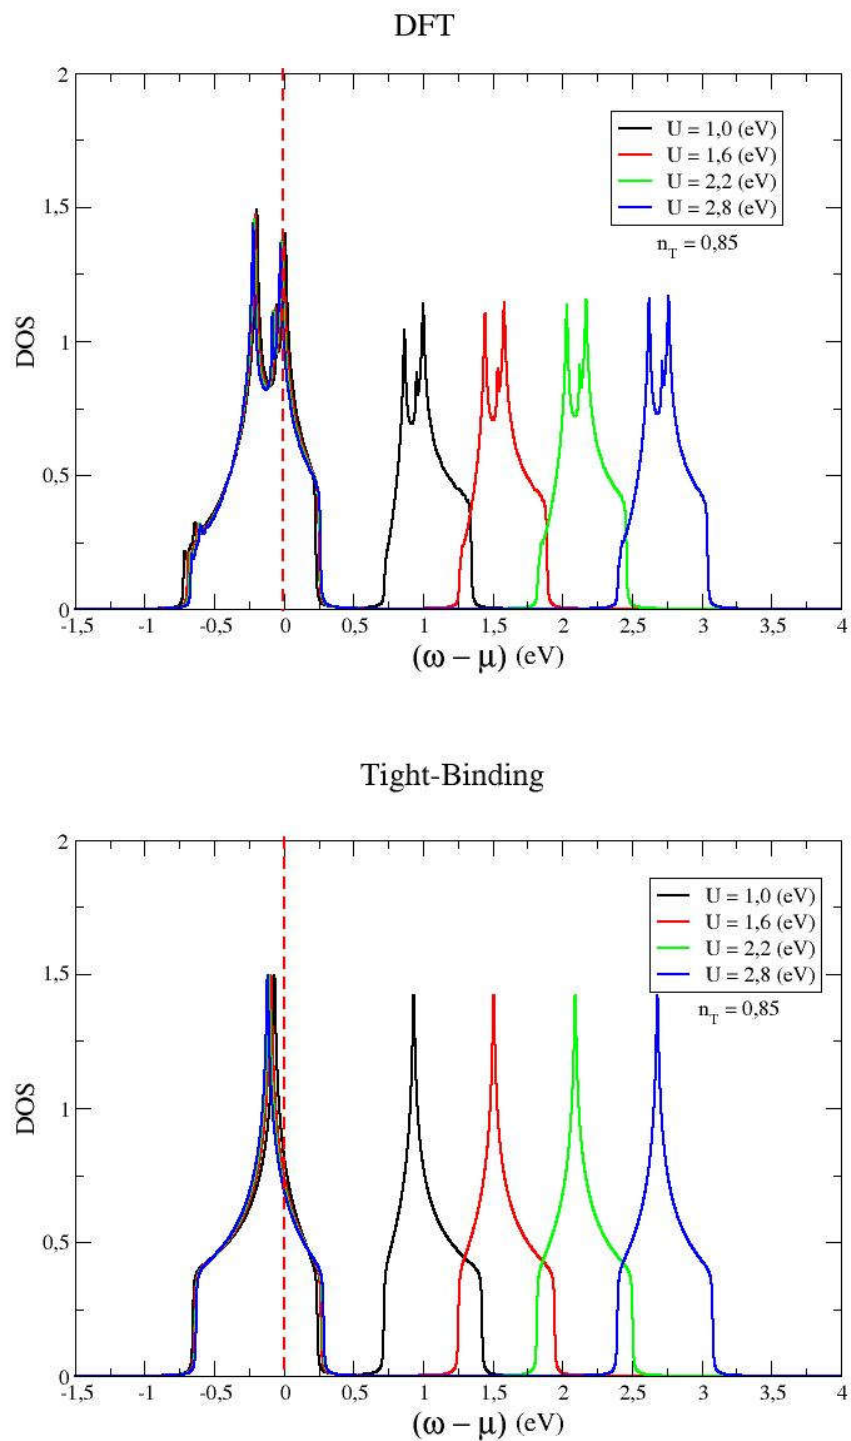 DFT
2
1,5
1
0,5
0
DOS
U = 1,0 (eV)
U = 1,6 (eV)
U = 2,2 (eV)
U = 2,8 (eV)
n_T = 0,85
-1,5 -1 -0,5 0 0,5 1 1,5 2 2,5 3 3,5 4
(ω − μ) (eV)
Tight-Binding
2
1,5
1
0,5
0
DOS
U = 1,0 (eV)
U = 1,6 (eV)
U = 2,2 (eV)
U = 2,8 (eV)
n_T = 0,85
-1,5 -1 -0,5 0 0,5 1 1,5 2 2,5 3 3,5 4
(ω − μ) (eV)